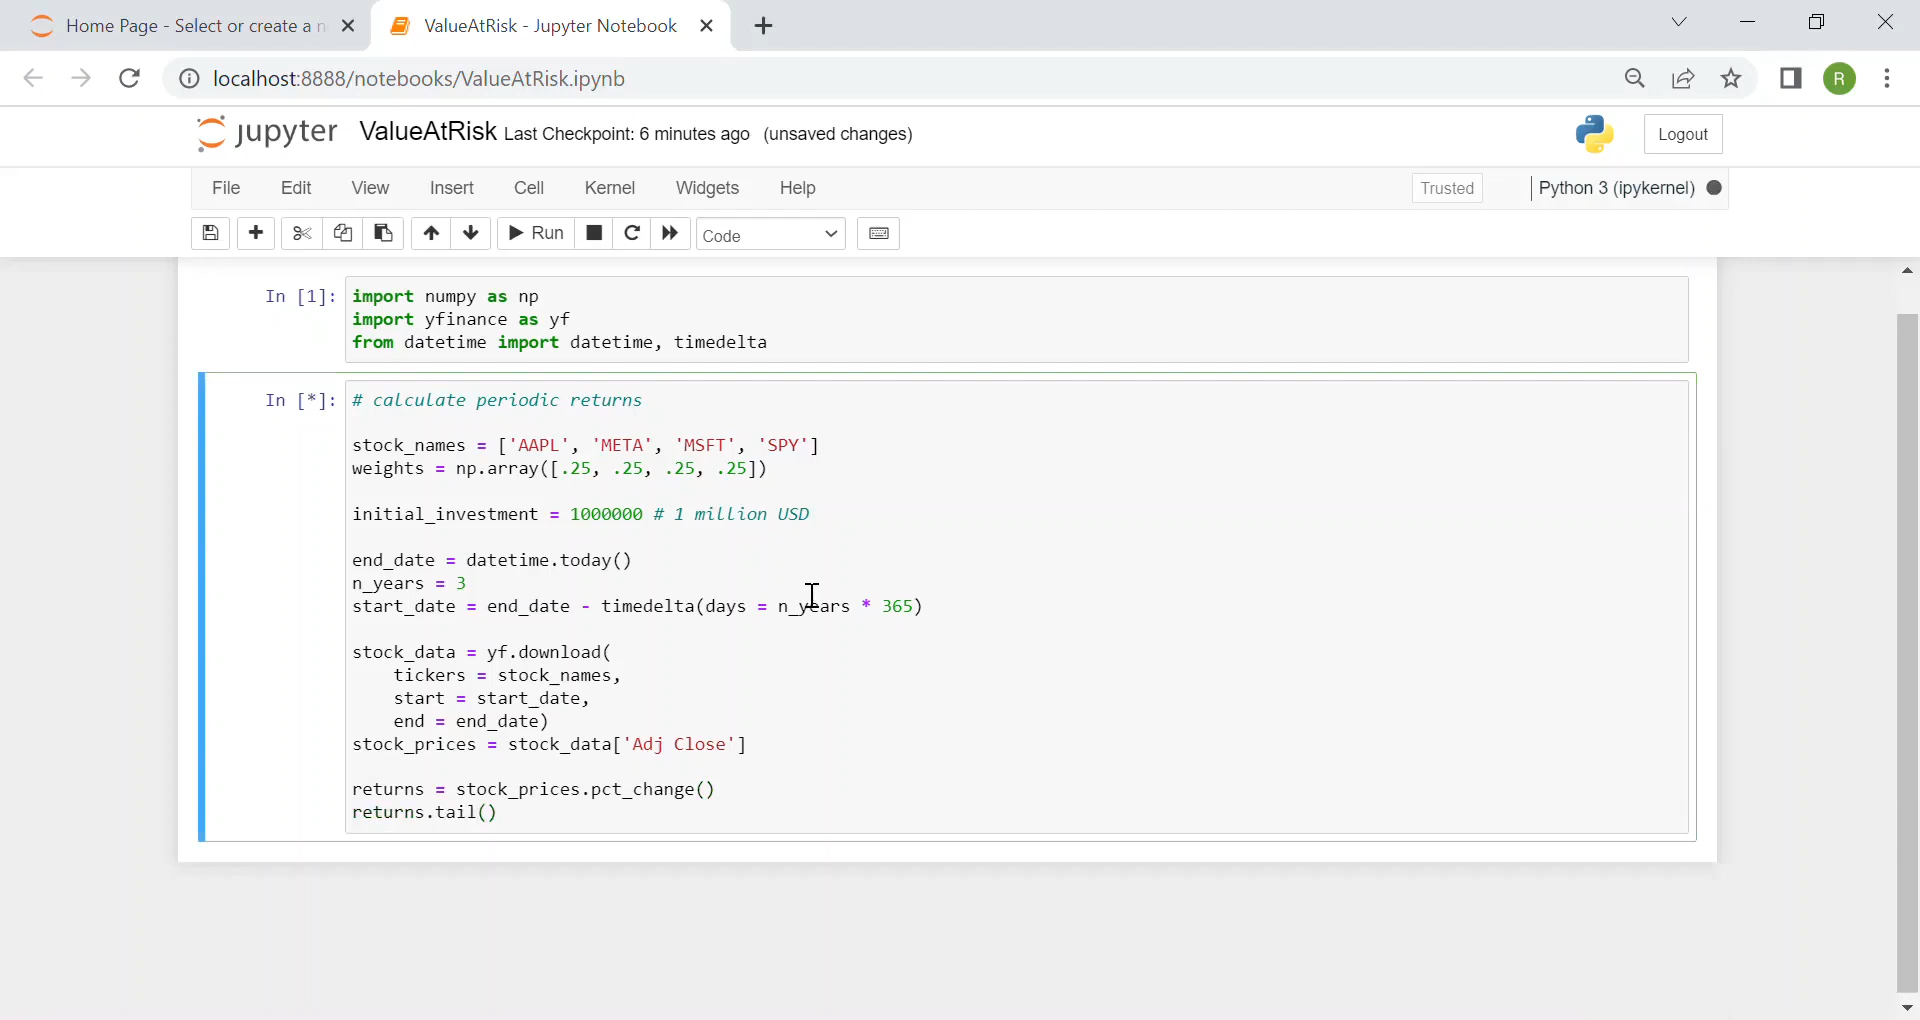 Home Page - Select or create a n
ValueAtRisk - Jupyter Notebook
localhost:8888/notebooks/ValueAtRisk.ipynb
R
jupyter ValueAtRisk Last Checkpoint: 6 minutes ago (unsaved changes)
Logout
File Edit View Insert Cell Kernel Widgets Help
Trusted
Python 3 (ipykernel)
Run
Code
In [1]:
import numpy as np
import yfinance as yf
from datetime import datetime, timedelta
In [*]:
# calculate periodic returns
stock_names = ['AAPL', 'META', 'MSFT', 'SPY']
weights = np.array([.25, .25, .25, .25])
initial_investment = 1000000 # 1 million USD
end_date = datetime.today()
n_years = 3
start_date = end_date - timedelta(days = n_years * 365)
stock_data = yf.download(
tickers = stock_names,
start = start_date,
end = end_date)
stock_prices = stock_data['Adj Close']
returns = stock_prices.pct_change()
returns.tail()